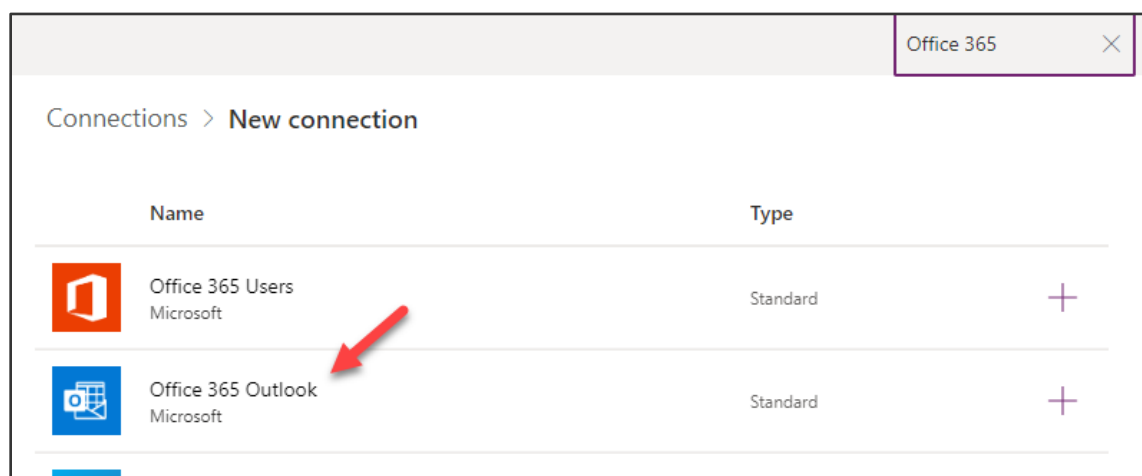 Office 365
Connections > New connection
Name Type
Office 365 Users
Microsoft
Standard
Office 365 Outlook
Microsoft
Standard